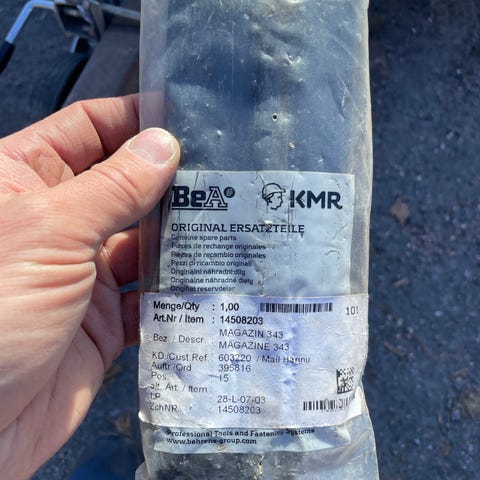 BeA® KMR
ORIGINAL ERSATZTEILE
Genuine spare parts
Pièces de rechange originales
Piezas de recambio originales
Pezzi di ricambio originali
Originální náhradní díly
Originálne náhradné diely
Original reservdelar
Menge/Qty : 1,00
Art.Nr / Item : 14508203
101
Bez. / Descr. MAGAZIN 343
MAGAZINE 343
KD./Cust.Ref. 603220 / Mail Hannu
Auftr./Ord 395816
Pos. 15
alt. Art / Item :
LP 28-L-07-03
ZchNR. 14508203
Professional Tools and Fastening Systems
www.behrens-group.com